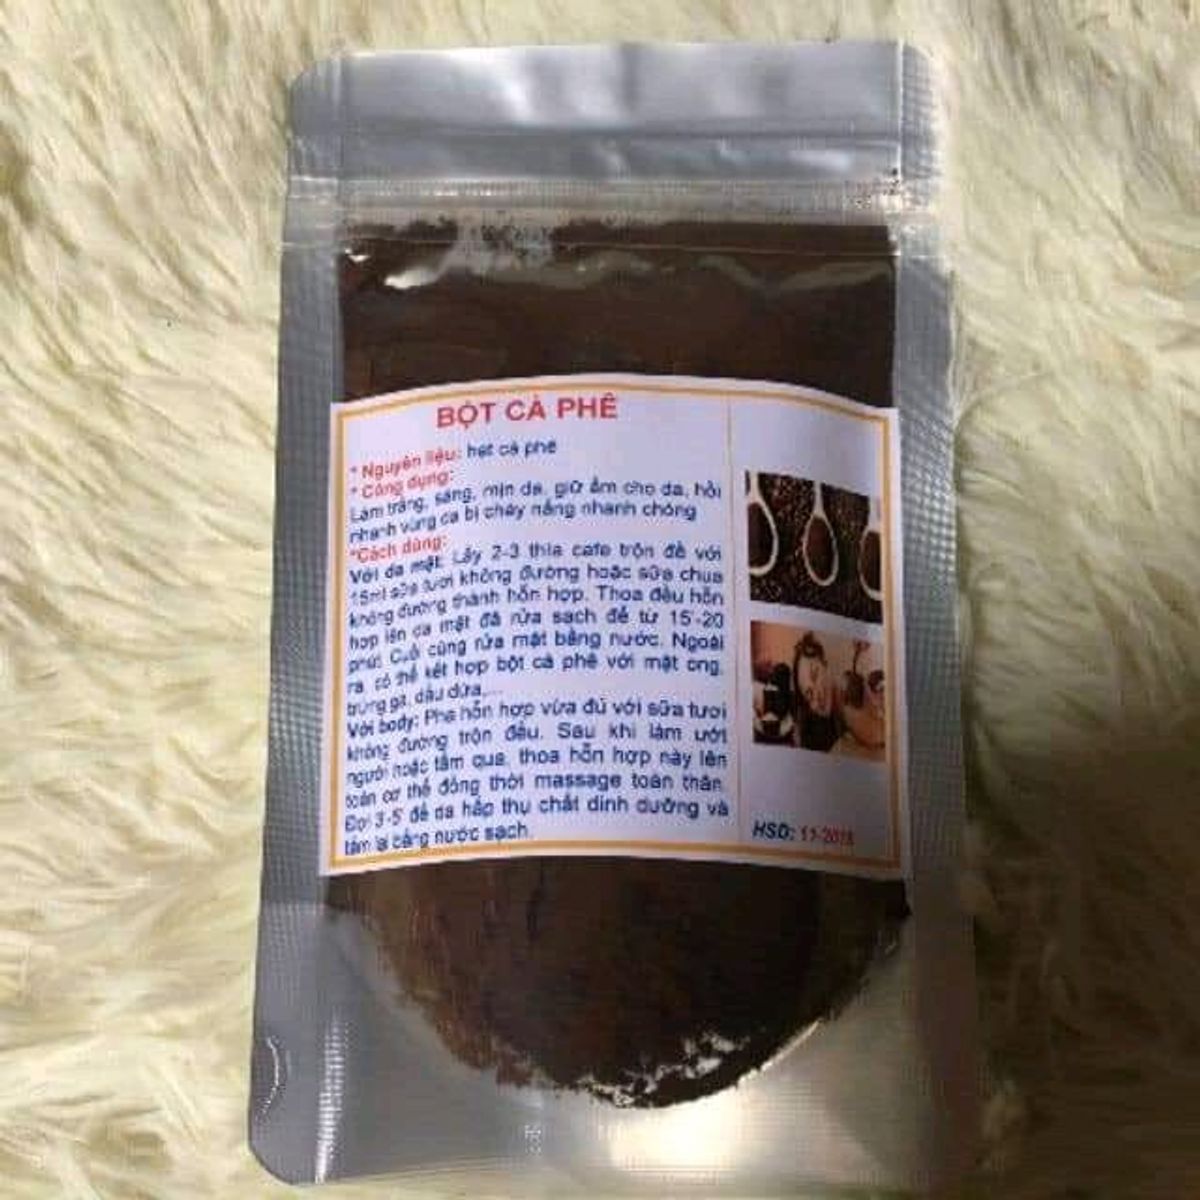 BỘT CÀ PHÊ
* Nguyên liệu: hạt cà phê
* Công dụng:
Làm trắng, sáng, mịn da, giữ ẩm cho da, hồi
nhanh vùng da bị cháy nắng nhanh chóng
*Cách dùng:
Với da mặt: Lấy 2-3 thìa cafe trộn đề với
15ml sữa tươi không đường hoặc sữa chua
không đường thành hỗn hợp. Thoa đều hỗn
hợp lên da mặt đã rửa sạch để từ 15'-20
phút Cuối cùng rửa mặt bằng nước. Ngoài
ra, có thể kết hợp bột cà phê với mật ong,
trứng gà, dầu dừa,...
Với body: Pha hỗn hợp vừa đủ với sữa tươi
không đường trộn đều. Sau khi làm ướt
người hoặc tắm qua, thoa hỗn hợp này lên
toàn cơ thể đồng thời massage toàn thân.
Đợi 3-5' để da hấp thụ chất dinh dưỡng và
tắm lại bằng nước sạch.
HSD: 11-2018